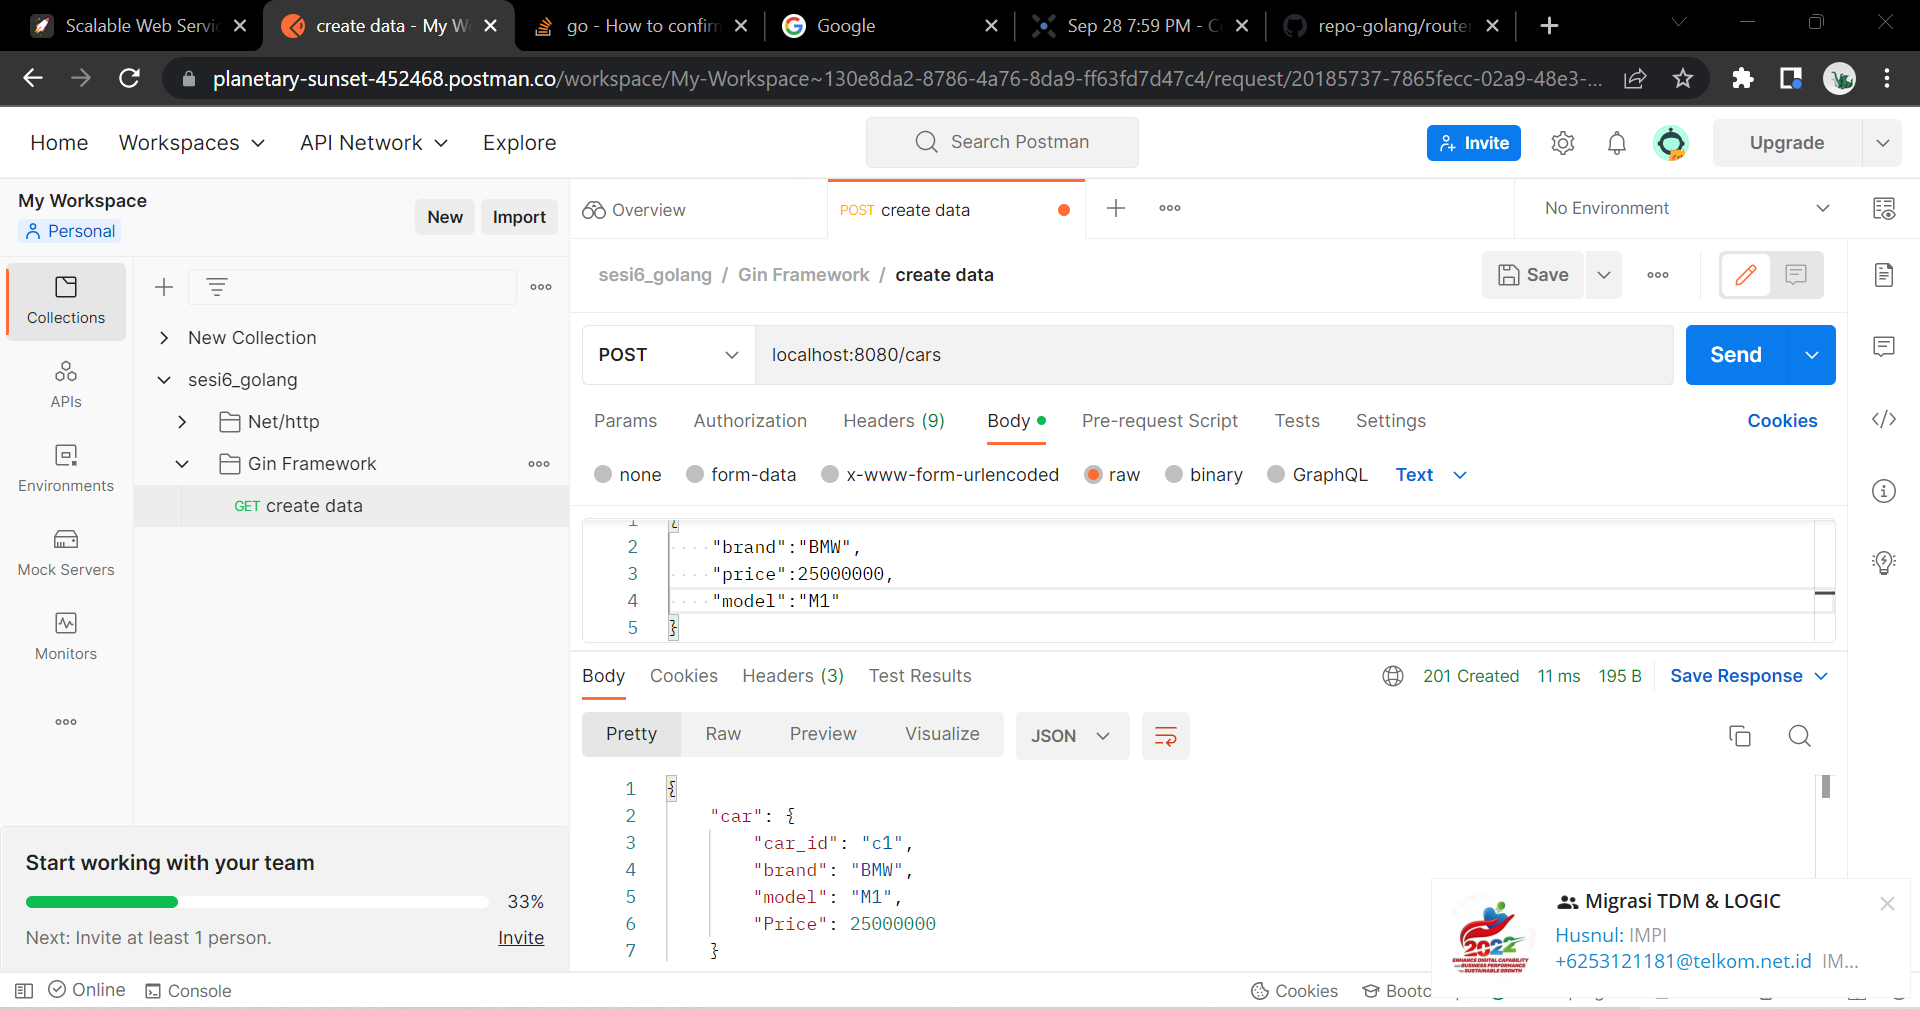 Scalable Web Servic
create data - My W
go - How to confirm
Google
Sep 28 7:59 PM - C
repo-golang/router
planetary-sunset-452468.postman.co/workspace/My-Workspace~130e8da2-8786-4a76-8da9-ff63fd7d47c4/request/20185737-7865fecc-02a9-48e3-...
Home Workspaces API Network Explore
Search Postman
Invite
Upgrade
My Workspace
Personal
New Import
Overview
POST create data
No Environment
Collections
APIs
Environments
Mock Servers
Monitors
New Collection
sesi6_golang
Net/http
Gin Framework
GET create data
sesi6_golang / Gin Framework / create data
Save
POST
localhost:8080/cars
Send
Params Authorization Headers (9) Body Pre-request Script Tests Settings Cookies
none form-data x-www-form-urlencoded raw binary GraphQL Text
1 {
2 "brand":"BMW",
3 "price":25000000,
4 "model":"M1"
5 }
Body Cookies Headers (3) Test Results
201 Created 11 ms 195 B Save Response
Pretty Raw Preview Visualize JSON
1 {
2 "car": {
3 "car_id": "c1",
4 "brand": "BMW",
5 "model": "M1",
6 "Price": 25000000
7 }
Start working with your team
33%
Next: Invite at least 1 person. Invite
Migrasi TDM & LOGIC
Husnul: IMPI
+6253121181@telkom.net.id IM...
2022
ENHANCE DIGITAL CAPABILITY
SUSTAINABLE GROWTH
Online Console
Cookies Bootc